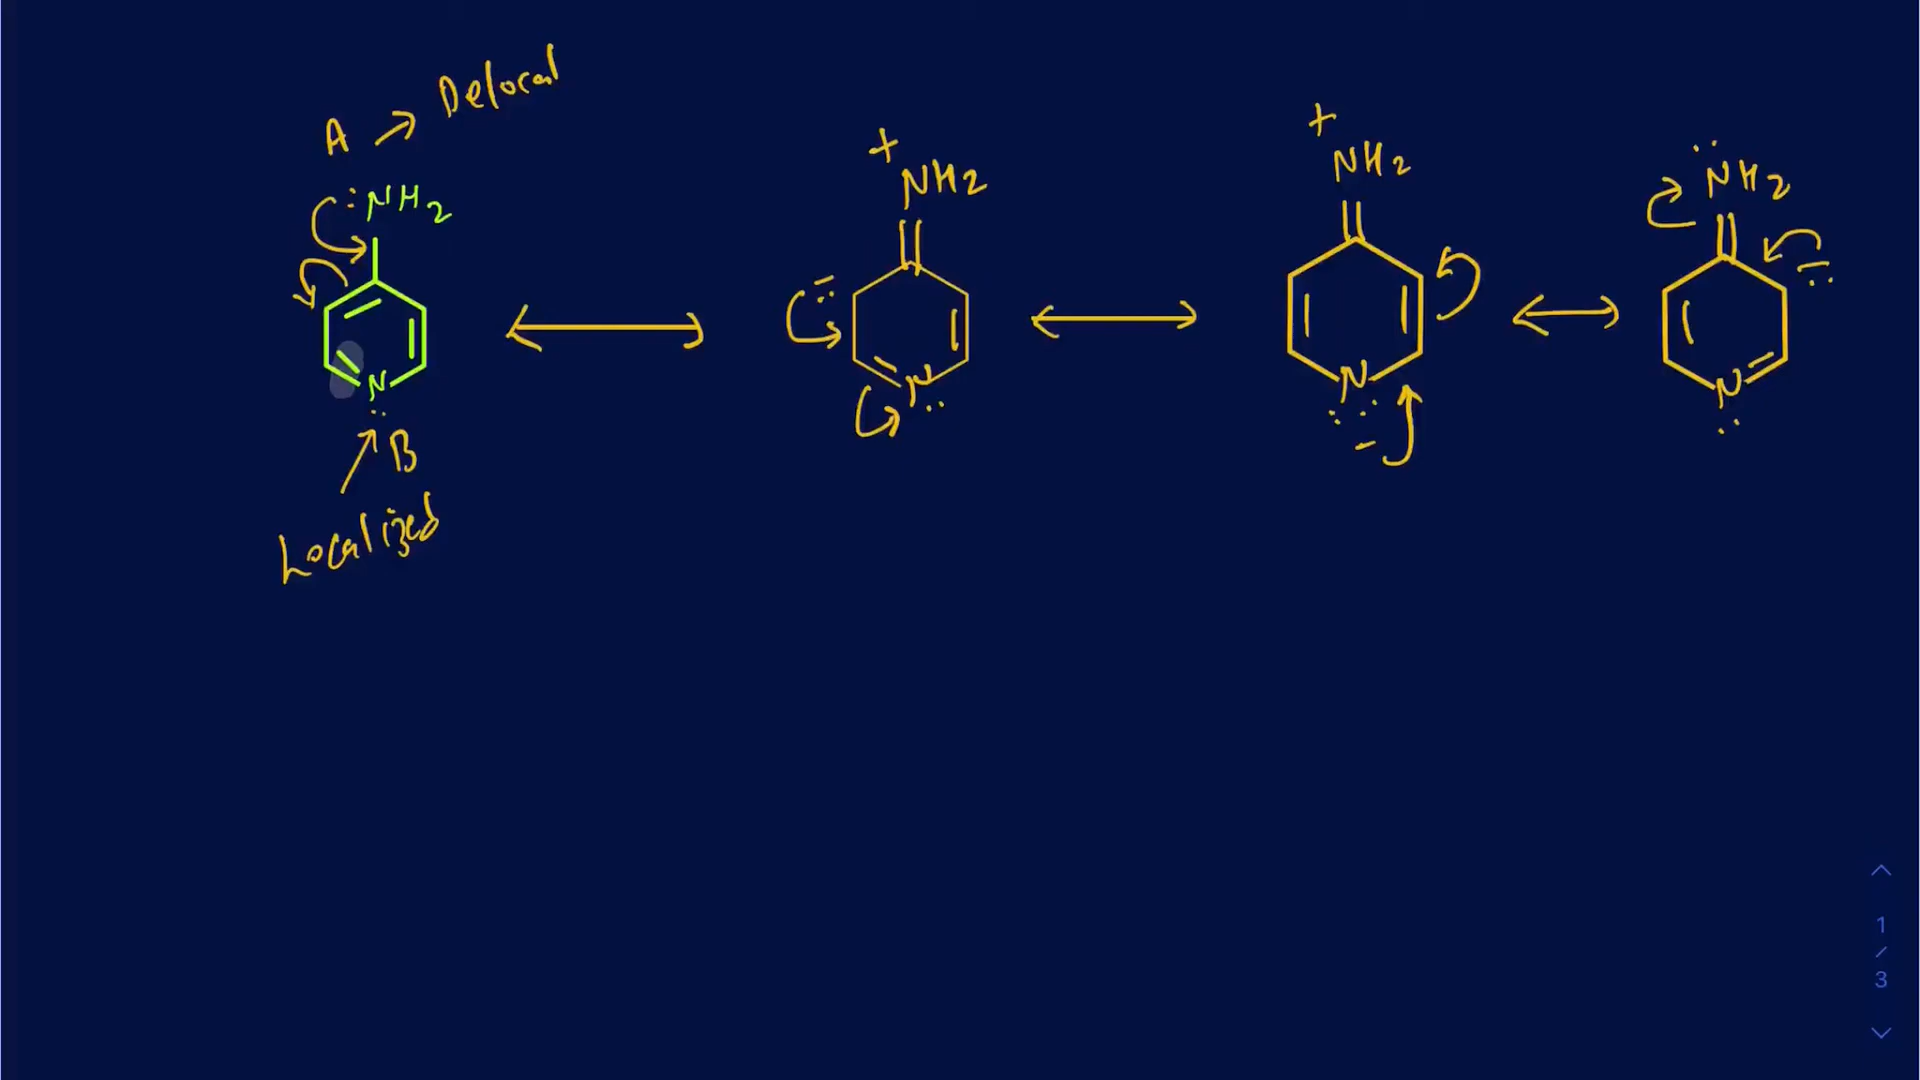 A → Delocal
:NH2
N
..
B
Localized
+
NH2
N
..
+
NH2
N
-
NH2
N
..
1
/
3